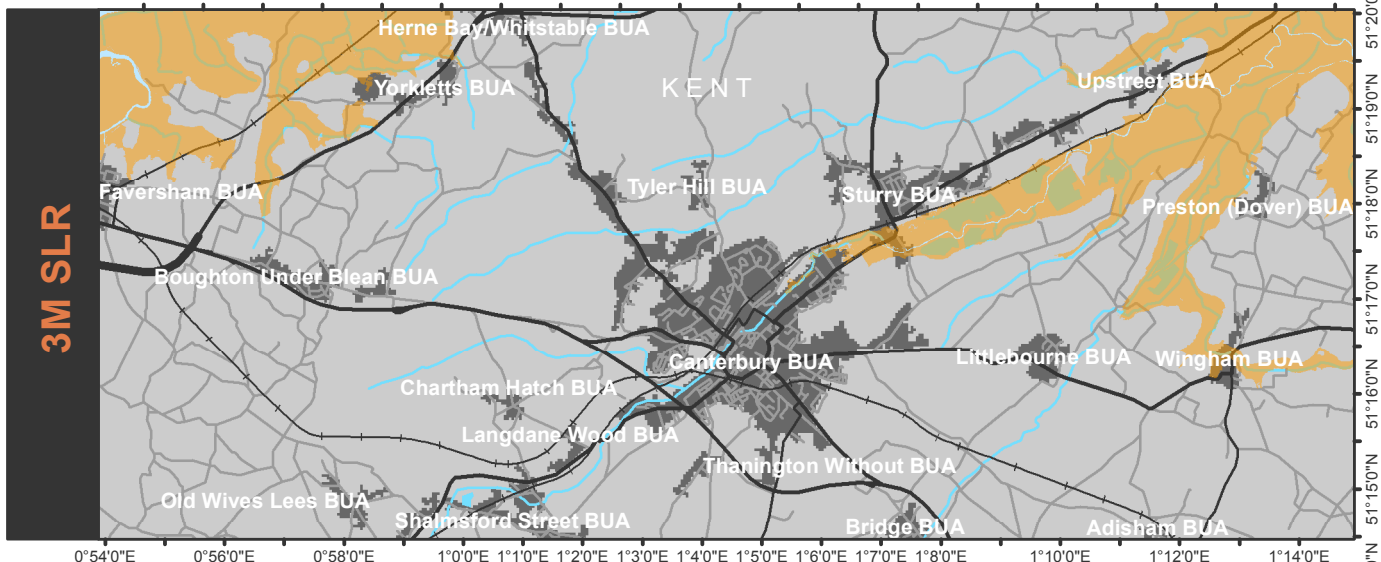 3M SLR
Herne Bay/Whitstable BUA
KENT
Yorkletts BUA
Upstreet BUA
Faversham BUA
Tyler Hill BUA
Sturry BUA
Preston (Dover) BUA
Boughton Under Blean BUA
Canterbury BUA
Littlebourne BUA
Wingham BUA
Chartham Hatch BUA
Langdane Wood BUA
Thanington Without BUA
Old Wives Lees BUA
Shalmsford Street BUA
Bridge BUA
Adisham BUA
51°20'0"N
51°19'0"N
51°18'0"N
51°17'0"N
51°16'0"N
51°15'0"N
0°54'0"E
0°56'0"E
0°58'0"E
1°0'0"E
1°1'0"E
1°2'0"E
1°3'0"E
1°4'0"E
1°5'0"E
1°6'0"E
1°7'0"E
1°8'0"E
1°10'0"E
1°12'0"E
1°14'0"E